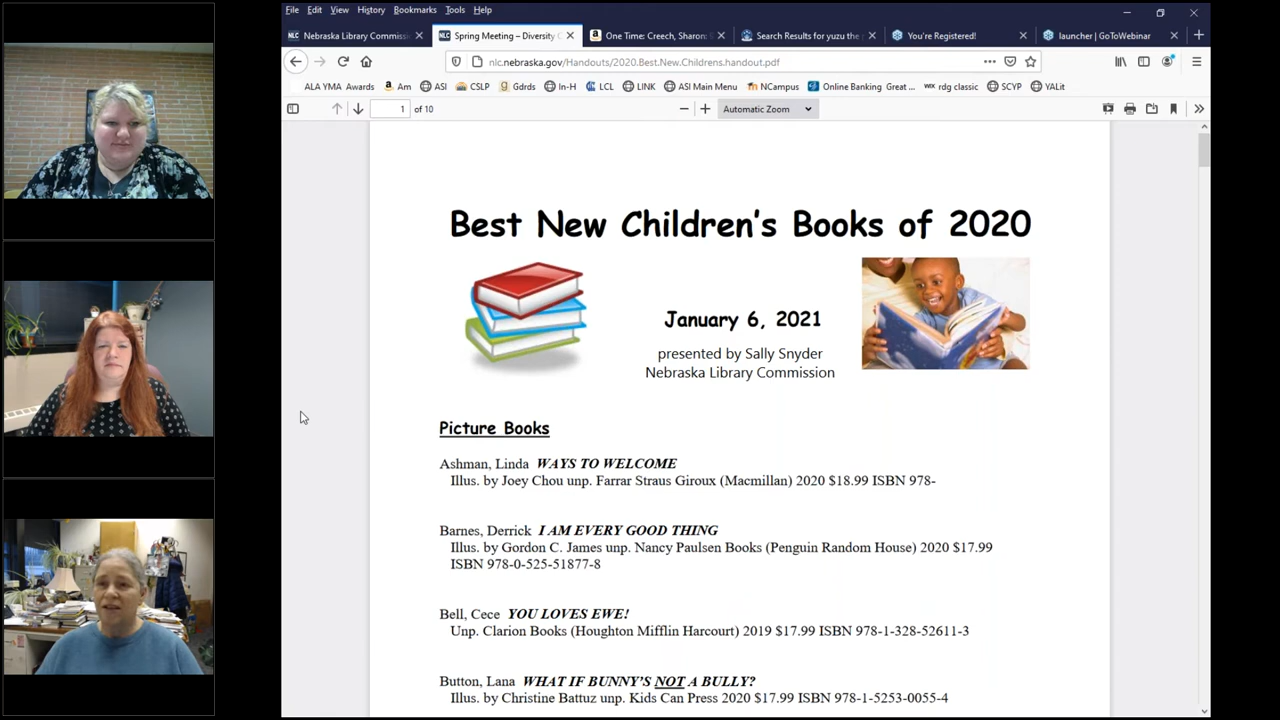 File Edit View History Bookmarks Tools Help
Nebraska Library Commissi Spring Meeting – Diversity One Time: Creech, Sharon: Search Results for yuzu the You're Registered! launcher | GoToWebinar
nlc.nebraska.gov/Handouts/2020.Best.New.Childrens.handout.pdf
ALA YMA Awards Am ASI CSLP Gdrds In-H LCL LINK ASI Main Menu NCampus Online Banking Great ... WIX rdg classic SCYP YALit
1 of 10 Automatic Zoom
Best New Children's Books of 2020
January 6, 2021
presented by Sally Snyder
Nebraska Library Commission
Picture Books
Ashman, Linda WAYS TO WELCOME
Illus. by Joey Chou unp. Farrar Straus Giroux (Macmillan) 2020 $18.99 ISBN 978-
Barnes, Derrick I AM EVERY GOOD THING
Illus. by Gordon C. James unp. Nancy Paulsen Books (Penguin Random House) 2020 $17.99
ISBN 978-0-525-51877-8
Bell, Cece YOU LOVES EWE!
Unp. Clarion Books (Houghton Mifflin Harcourt) 2019 $17.99 ISBN 978-1-328-52611-3
Button, Lana WHAT IF BUNNY'S NOT A BULLY?
Illus. by Christine Battuz unp. Kids Can Press 2020 $17.99 ISBN 978-1-5253-0055-4